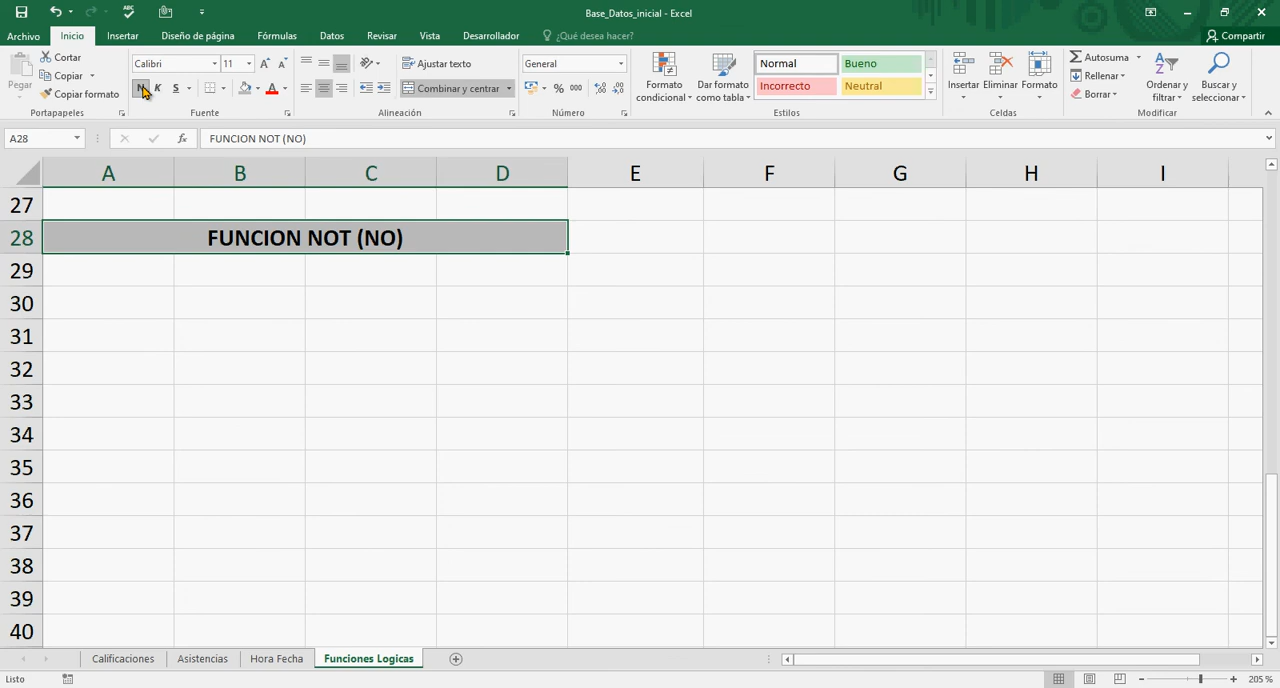 Base_Datos_inicial - Excel
Archivo Inicio Insertar Diseño de página Fórmulas Datos Revisar Vista Desarrollador ¿Qué desea hacer? Compartir
Pegar
Cortar
Copiar
Copiar formato
Portapapeles
Calibri 11
N K S
Fuente
Ajustar texto
Combinar y centrar
Alineación
General
% 000
Número
Formato condicional
Dar formato como tabla
Normal Bueno
Incorrecto Neutral
Estilos
Insertar Eliminar Formato
Celdas
Autosuma
Rellenar
Borrar
Ordenar y filtrar
Buscar y seleccionar
Modificar
A28 fx FUNCION NOT (NO)
A B C D E F G H I
27
28 FUNCION NOT (NO)
29
30
31
32
33
34
35
36
37
38
39
40
Calificaciones Asistencias Hora Fecha Funciones Logicas
Listo 205 %